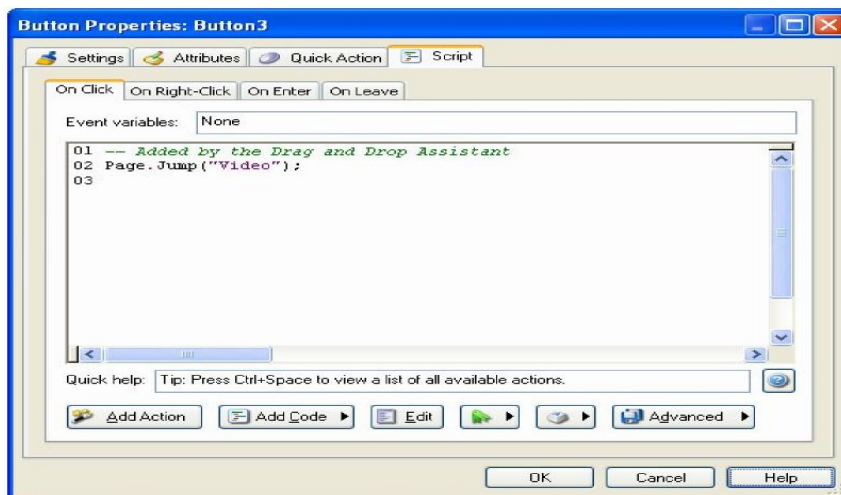 Button Properties: Button3
Settings Attributes Quick Action Script
On Click On Right-Click On Enter On Leave
Event variables: None
01 -- Added by the Drag and Drop Assistant
02 Page.Jump("Video");
03
Quick help: Tip: Press Ctrl+Space to view a list of all available actions.
Add Action Add Code Edit Advanced
OK Cancel Help